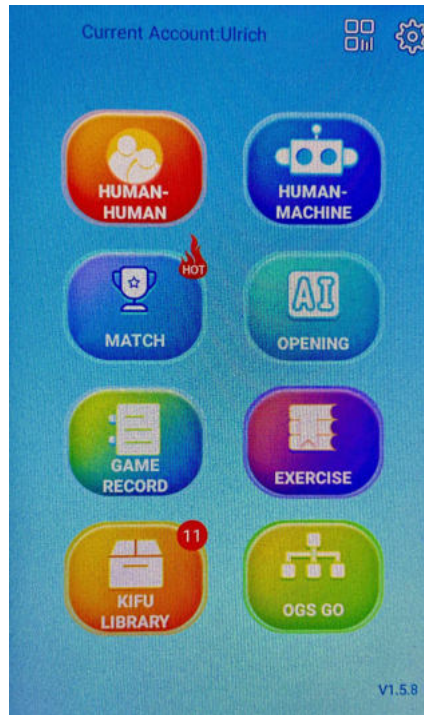 Current Account:Ulrich
HUMAN-
HUMAN
HUMAN-
MACHINE
HOT
MATCH
AI
OPENING
GAME
RECORD
EXERCISE
11
KIFU
LIBRARY
OGS GO
V1.5.8